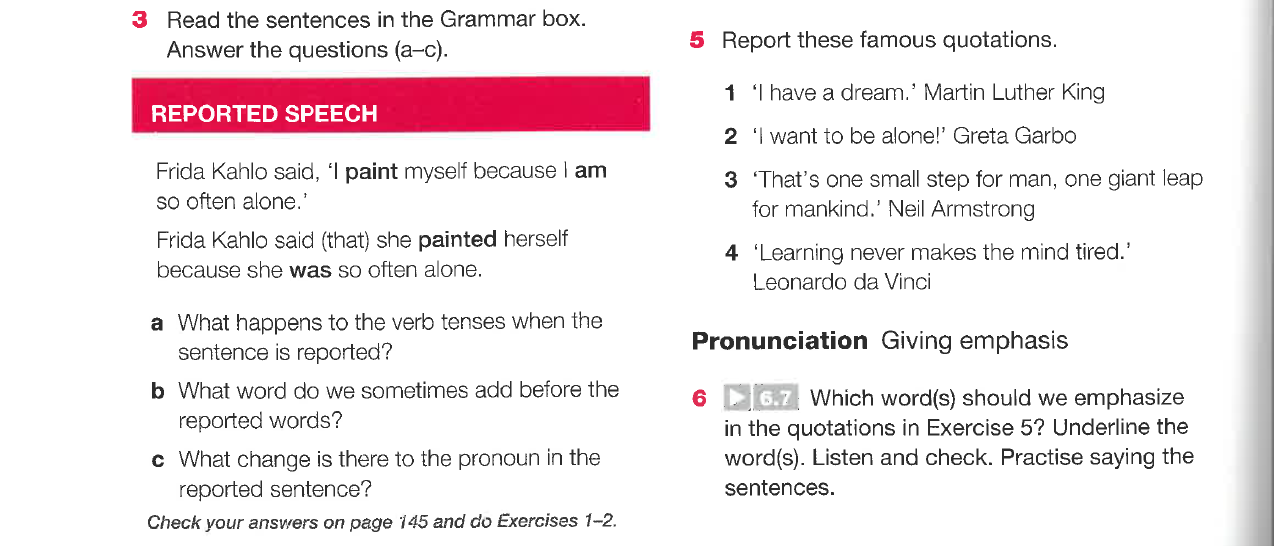 3 Read the sentences in the Grammar box.
Answer the questions (a–c).
REPORTED SPEECH
Frida Kahlo said, ‘I paint myself because I am
so often alone.’
Frida Kahlo said (that) she painted herself
because she was so often alone.
a What happens to the verb tenses when the
sentence is reported?
b What word do we sometimes add before the
reported words?
c What change is there to the pronoun in the
reported sentence?
Check your answers on page 145 and do Exercises 1–2.
5 Report these famous quotations.
1 ‘I have a dream.’ Martin Luther King
2 ‘I want to be alone!’ Greta Garbo
3 ‘That’s one small step for man, one giant leap
for mankind.’ Neil Armstrong
4 ‘Learning never makes the mind tired.’
Leonardo da Vinci
Pronunciation Giving emphasis
6 6.7 Which word(s) should we emphasize
in the quotations in Exercise 5? Underline the
word(s). Listen and check. Practise saying the
sentences.